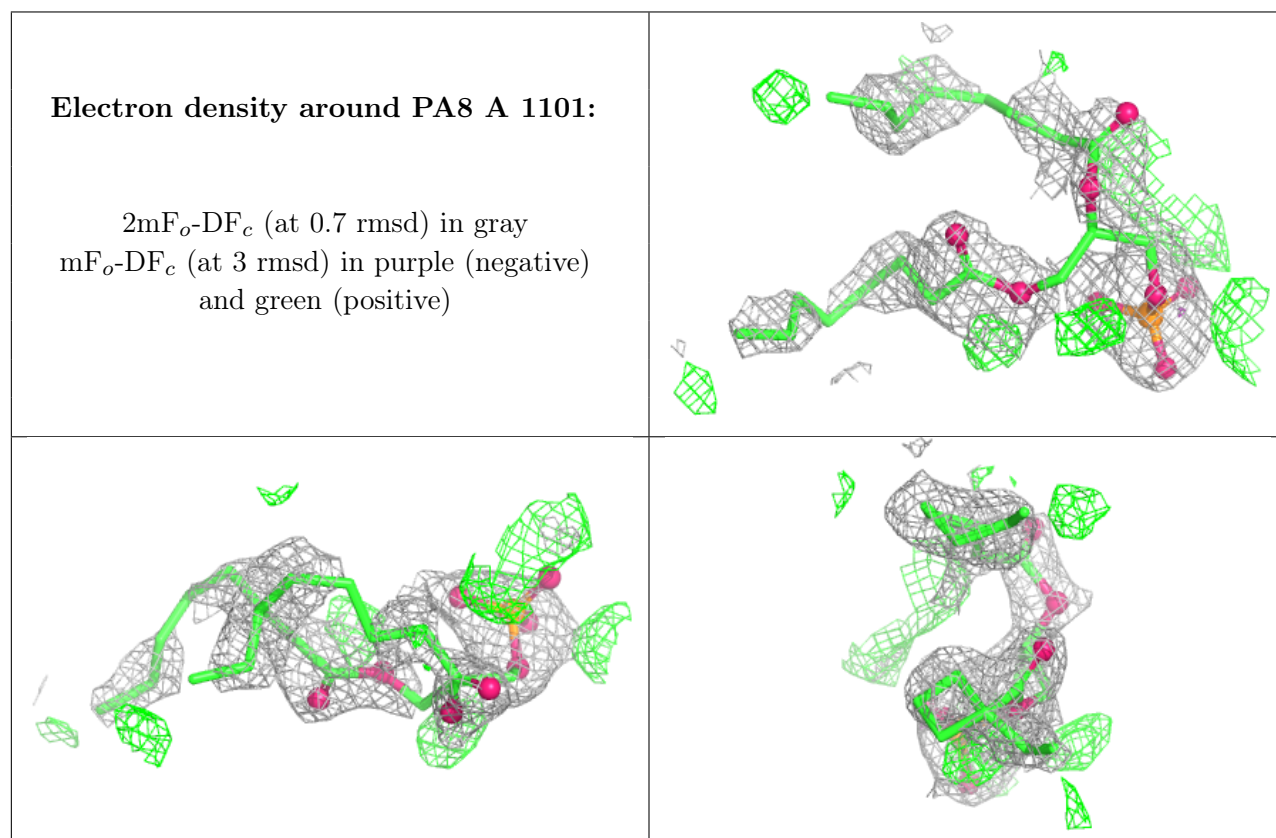 Electron density around PA8 A 1101:
2mFo-DFc (at 0.7 rmsd) in gray
mFo-DFc (at 3 rmsd) in purple (negative)
and green (positive)